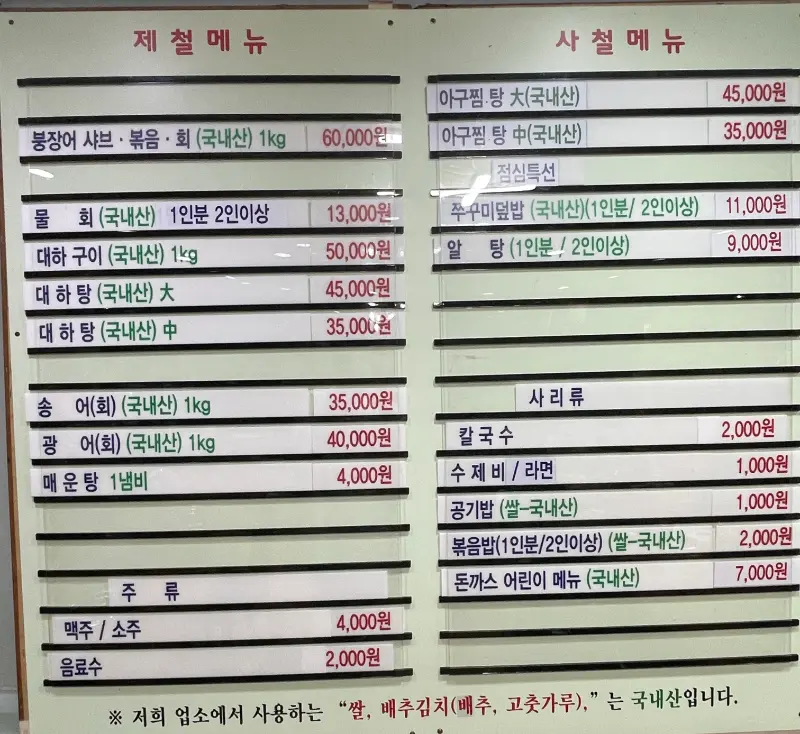 제철메뉴
붕장어 샤브·볶음·회 (국내산) 1kg 60,000원
물 회 (국내산) 1인분 2인이상 13,000원
대하 구이 (국내산) 1kg 50,000원
대하탕 (국내산) 大 45,000원
대하탕 (국내산) 中 35,000원
송 어(회) (국내산) 1kg 35,000원
광 어(회) (국내산) 1kg 40,000원
매운탕 1냄비 4,000원
주 류
맥주 / 소주 4,000원
음료수 2,000원
사철메뉴
아구찜.탕 大(국내산) 45,000원
아구찜 탕 中(국내산) 35,000원
점심특선
쭈꾸미덮밥 (국내산)(1인분/ 2인이상) 11,000원
알 탕 (1인분 / 2인이상) 9,000원
사리류
칼국수 2,000원
수제비 / 라면 1,000원
공기밥 (쌀-국내산) 1,000원
볶음밥(1인분/2인이상) (쌀-국내산) 2,000원
돈까스 어린이 메뉴 (국내산) 7,000원
※ 저희 업소에서 사용하는 "쌀, 배추김치(배추, 고춧가루)," 는 국내산입니다.